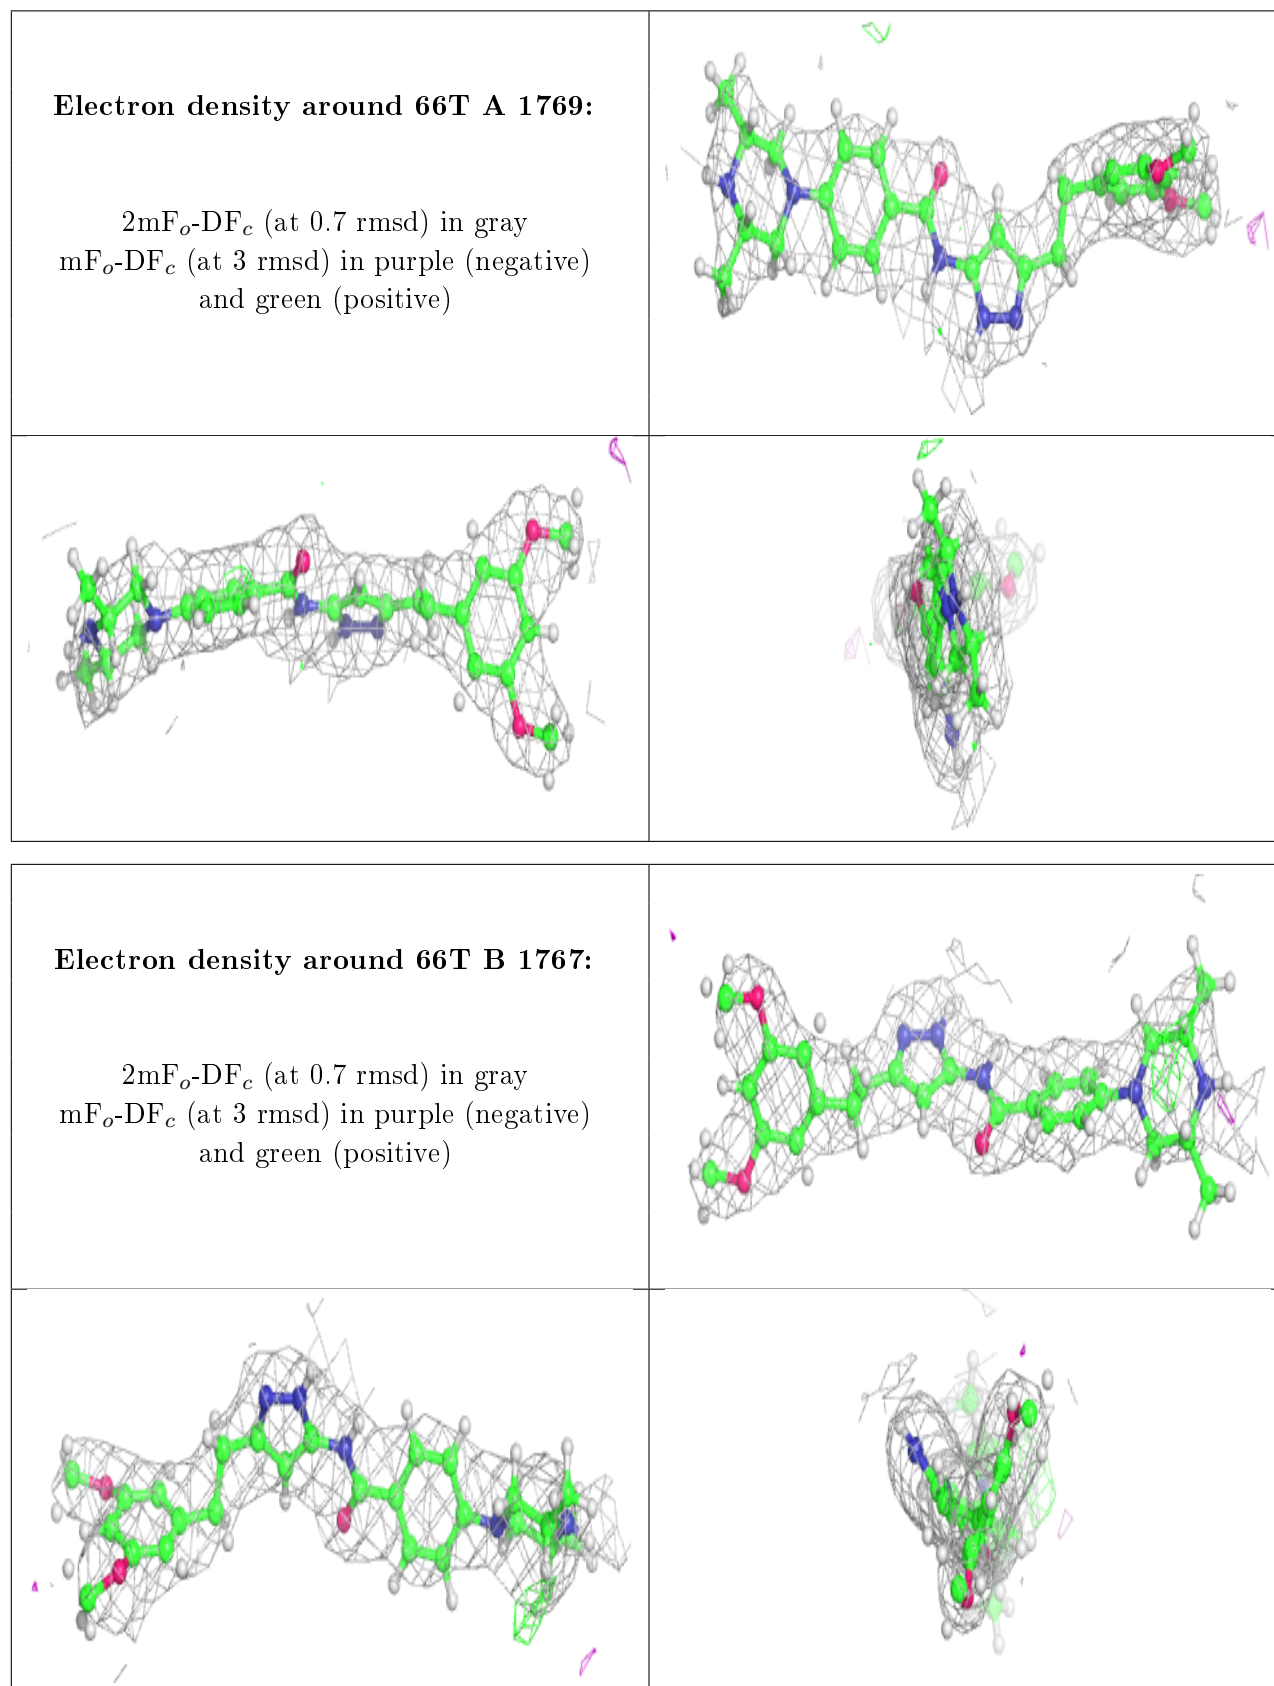 Electron density around 66T A 1769:
2mFo-DFc (at 0.7 rmsd) in gray
mFo-DFc (at 3 rmsd) in purple (negative)
and green (positive)
Electron density around 66T B 1767:
2mFo-DFc (at 0.7 rmsd) in gray
mFo-DFc (at 3 rmsd) in purple (negative)
and green (positive)